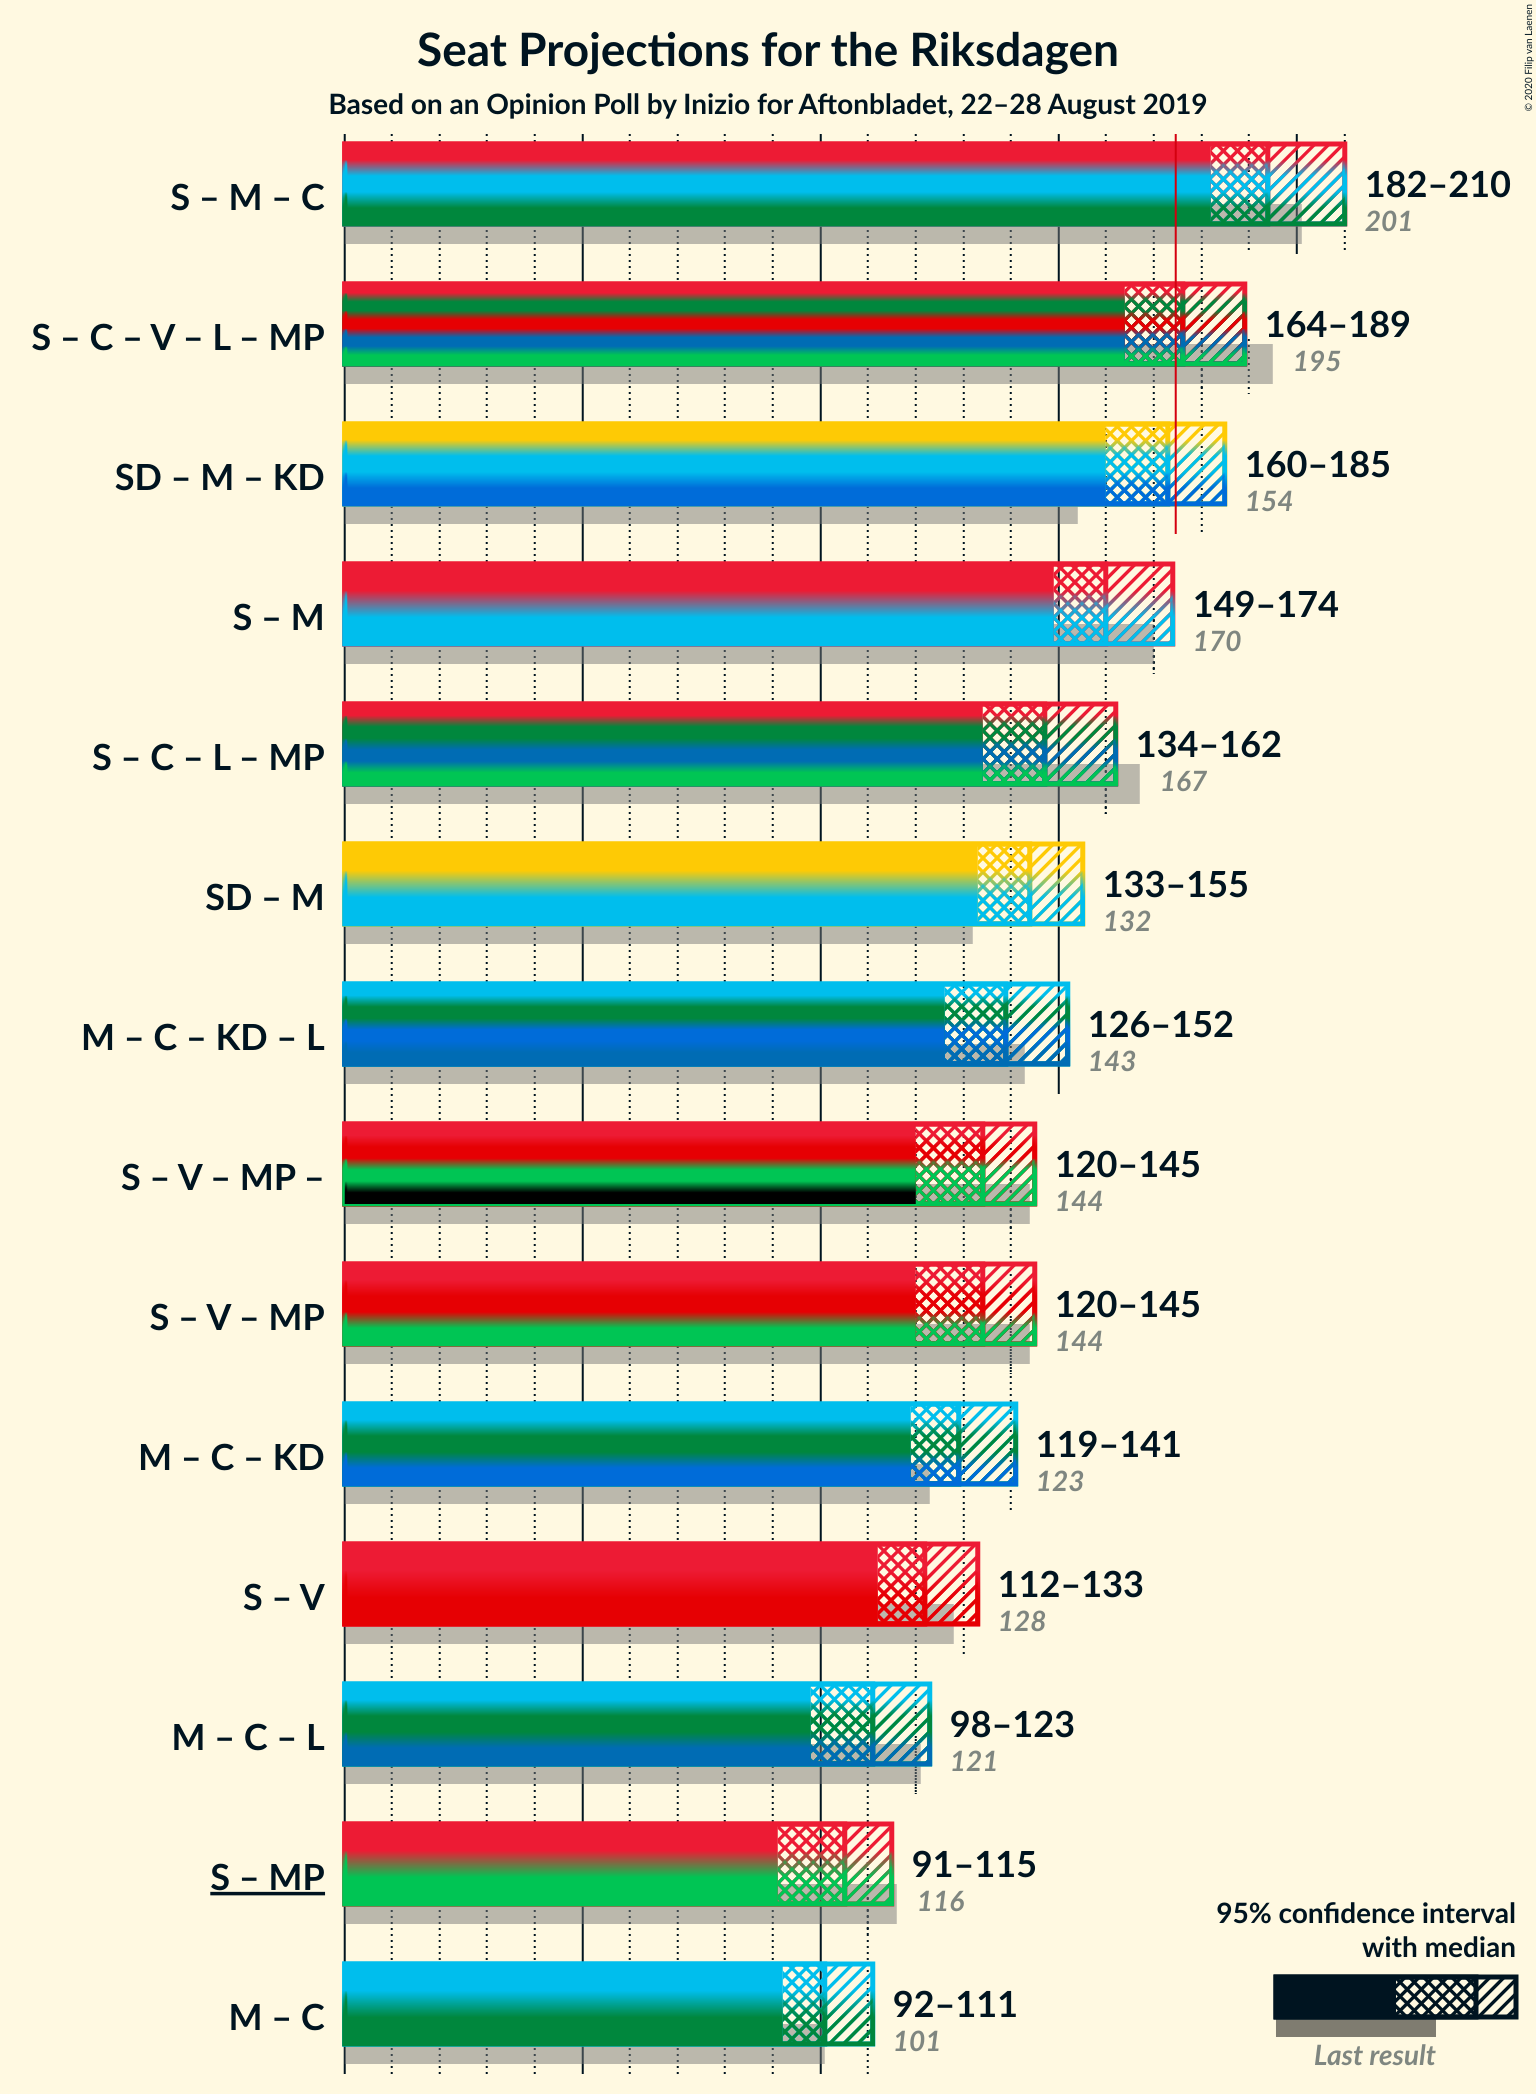 Seat Projections for the Riksdagen
Based on an Opinion Poll by Inizio for Aftonbladet, 22–28 August 2019
© 2020 Filip van Laenen
S – M – C
182–210
201
S – C – V – L – MP
164–189
195
SD – M – KD
160–185
154
S – M
149–174
170
S – C – L – MP
134–162
167
SD – M
133–155
132
M – C – KD – L
126–152
143
S – V – MP –
120–145
144
S – V – MP
120–145
144
M – C – KD
119–141
123
S – V
112–133
128
M – C – L
98–123
121
S – MP
91–115
116
M – C
92–111
101
95% confidence interval
with median
Last result